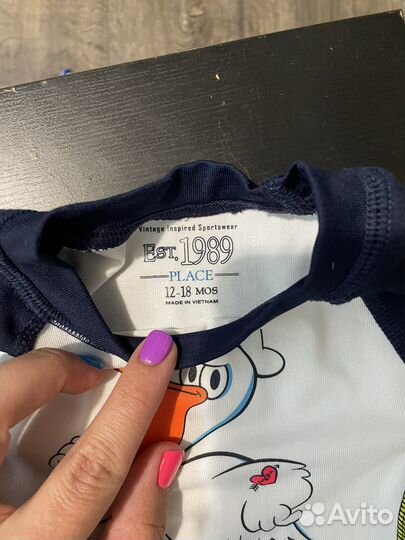 Vintage Inspired Sportswear
EST. 1989
PLACE
12-18 MOS
MADE IN VIETNAM
Avito